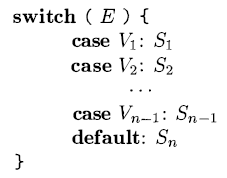 switch ( E ) {
case V₁: S₁
case V₂: S₂
...
case Vₙ₋₁: Sₙ₋₁
default: Sₙ
}